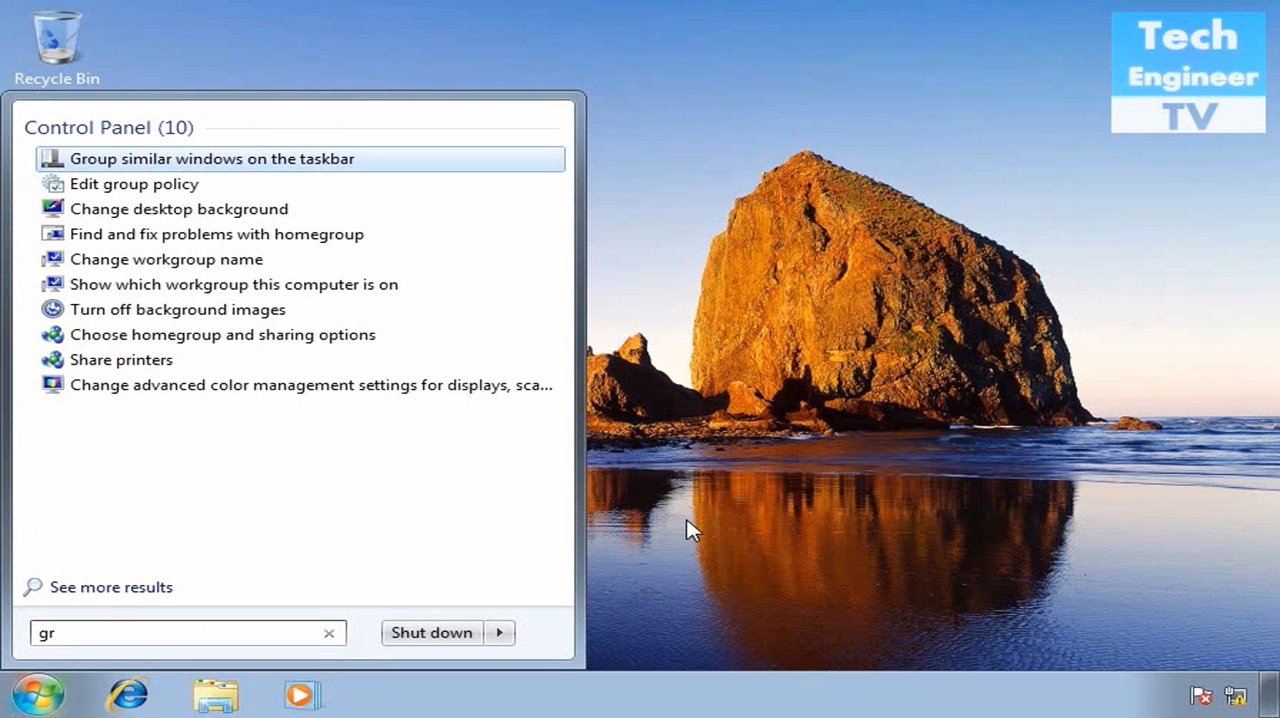 Recycle Bin
Tech
Engineer
TV
Control Panel (10)
Group similar windows on the taskbar
Edit group policy
Change desktop background
Find and fix problems with homegroup
Change workgroup name
Show which workgroup this computer is on
Turn off background images
Choose homegroup and sharing options
Share printers
Change advanced color management settings for displays, sca...
See more results
gr
Shut down